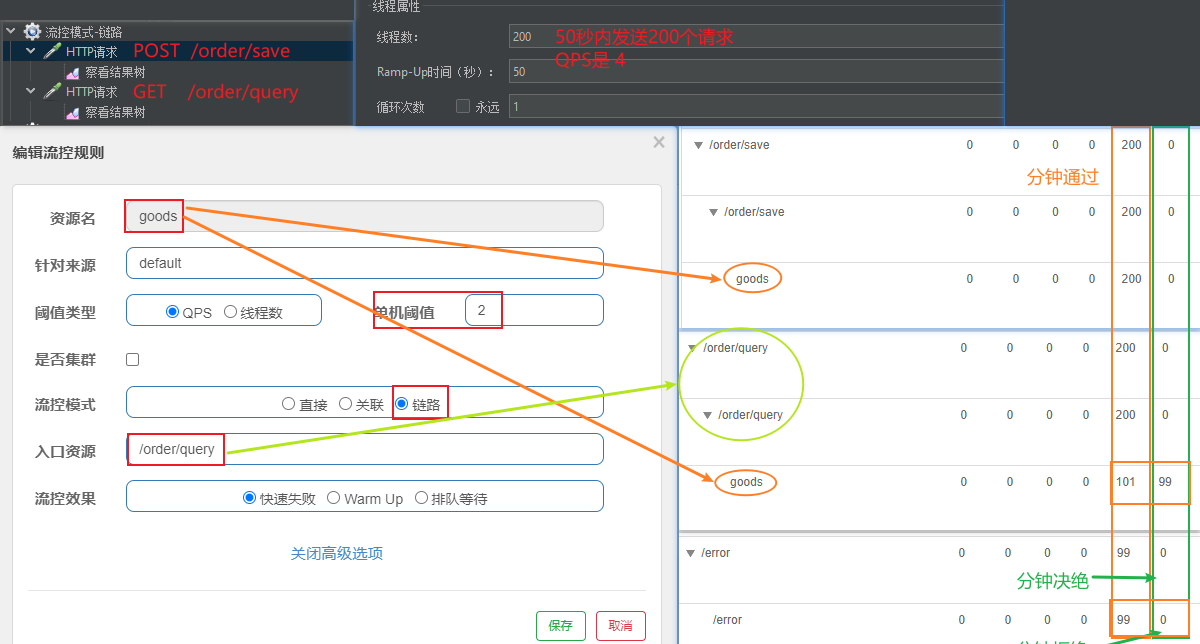 流控模式-链路
HTTP请求 POST /order/save
察看结果树
HTTP请求 GET /order/query
察看结果树
线程属性
线程数: 200 50秒内发送200个请求
QPS是 4
Ramp-Up时间(秒): 50
循环次数 永远 1
编辑流控规则 ×
资源名 goods
针对来源 default
阈值类型 QPS 线程数 单机阈值 2
是否集群
流控模式 直接 关联 链路
入口资源 /order/query
流控效果 快速失败 Warm Up 排队等待
关闭高级选项
保存 取消
/order/save 0 0 0 0 200 0
分钟通过
/order/save 0 0 0 0 200 0
goods 0 0 0 0 200 0
/order/query 0 0 0 0 200 0
/order/query 0 0 0 0 200 0
goods 0 0 0 0 101 99
/error 0 0 0 0 99 0
分钟决绝
/error 0 0 0 0 99 0